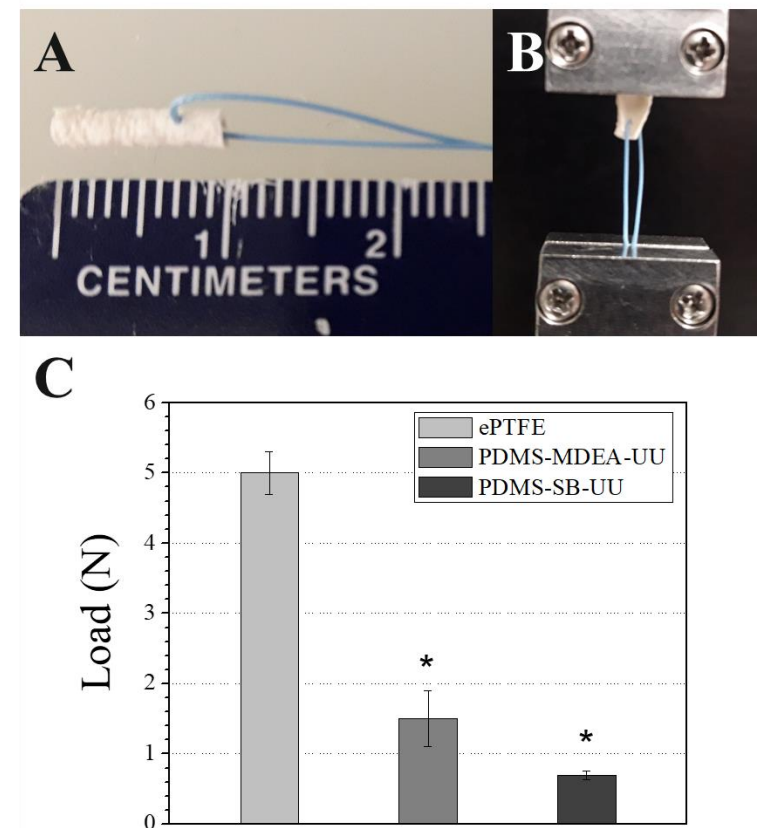 A
B
1
2
CENTIMETERS
C
6
ePTFE
PDMS-MDEA-UU
PDMS-SB-UU
5
4
3
2
1
0
Load (N)
*
*